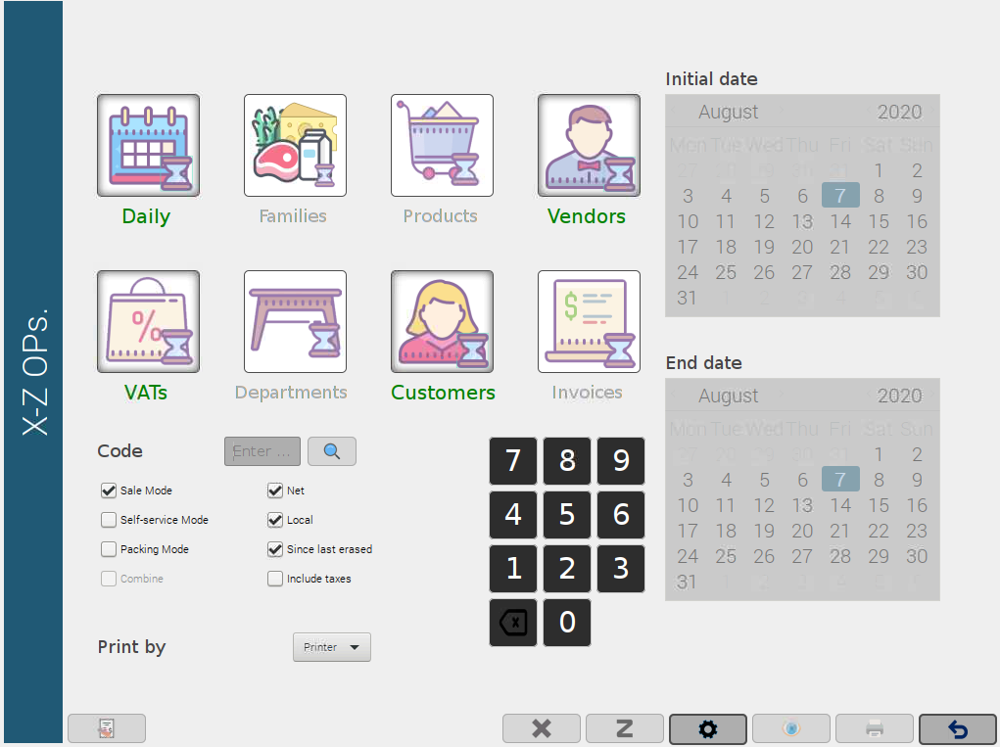 X-Z OPs.
Daily
Families
Products
Vendors
VATs
%
Departments
Customers
$
Invoices
Code
Enter ...
Sale Mode
Net
Self-service Mode
Local
Packing Mode
Since last erased
Combine
Include taxes
Print by
Printer
7 8 9
4 5 6
1 2 3
x 0
Initial date
August 2020
Mon Tue Wed Thu Fri Sat Sun
27 28 29 30 31 1 2
3 4 5 6 7 8 9
10 11 12 13 14 15 16
17 18 19 20 21 22 23
24 25 26 27 28 29 30
31
End date
August 2020
Mon Tue Wed Thu Fri Sat Sun
27 28 29 30 31 1 2
3 4 5 6 7 8 9
10 11 12 13 14 15 16
17 18 19 20 21 22 23
24 25 26 27 28 29 30
31 1 2 3 4 5 6
X
Z